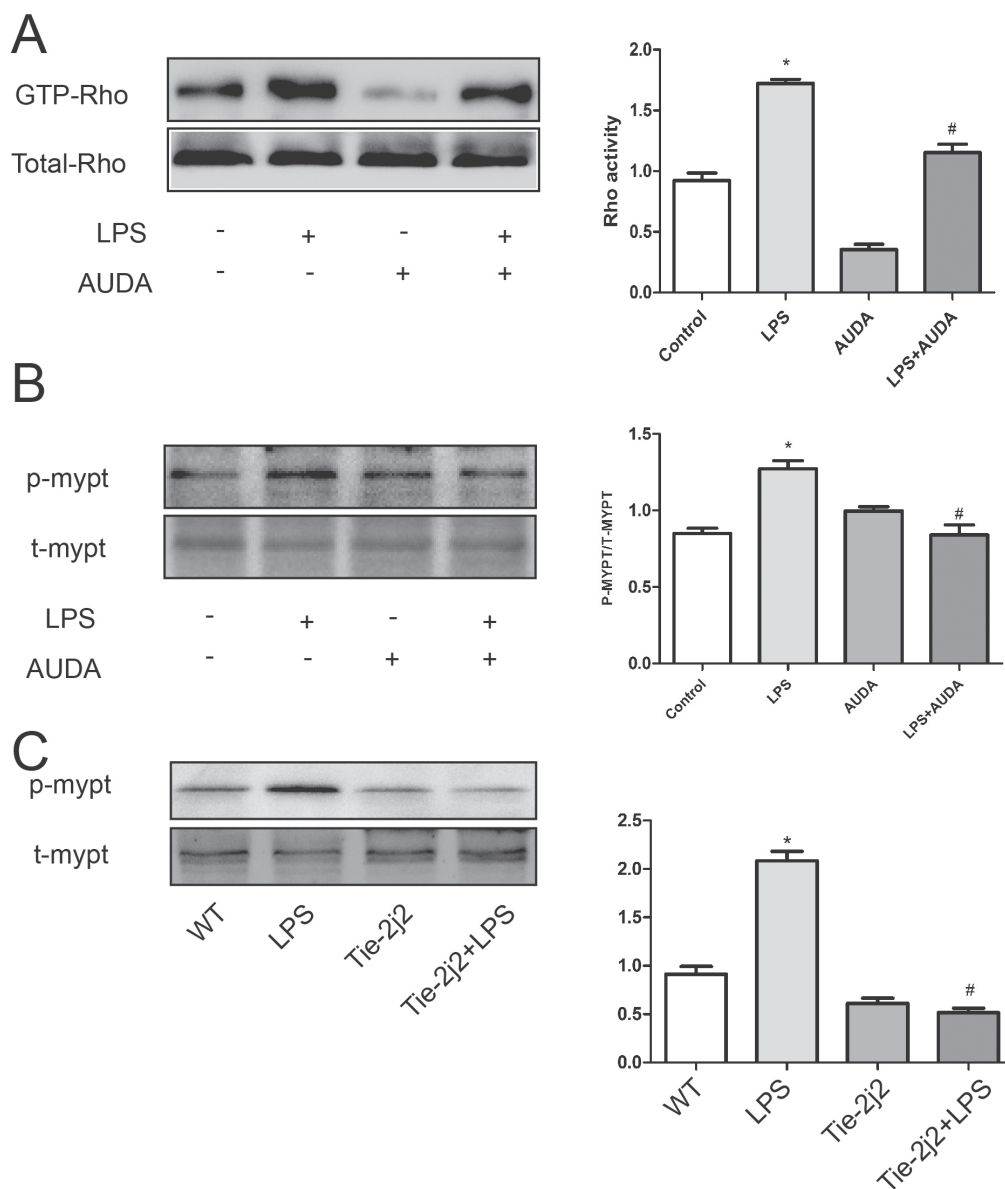 A
GTP-Rho
Total-Rho
LPS - + - +
AUDA - - + +
2.0
1.5
1.0
0.5
0.0
Rho activity
*
#
Control
LPS
AUDA
LPS+AUDA
B
p-mypt
t-mypt
LPS - + - +
AUDA - - + +
1.5
1.0
0.5
0.0
P-MYPT/T-MYPT
*
#
Control
LPS
AUDA
LPS+AUDA
C
p-mypt
t-mypt
WT
LPS
Tie-2j2
Tie-2j2+LPS
2.5
2.0
1.5
1.0
0.5
0.0
*
#
WT
LPS
Tie-2j2
Tie-2j2+LPS